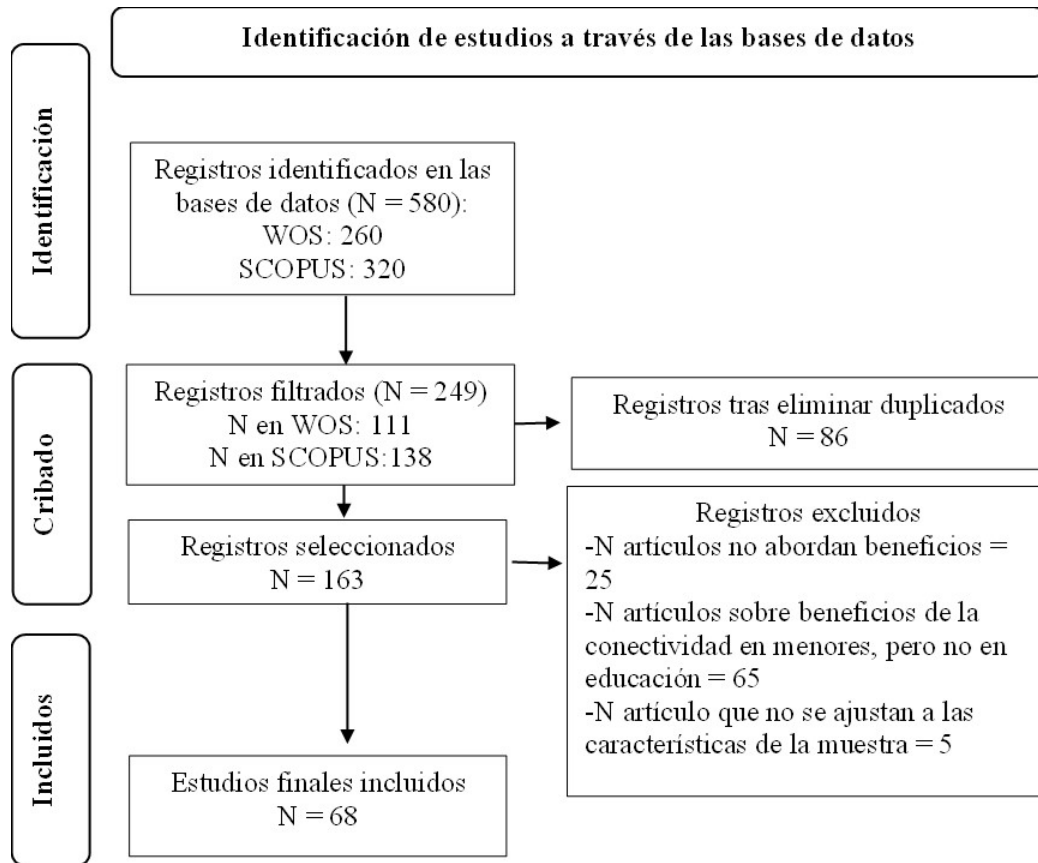 Identificación de estudios a través de las bases de datos
Identificación
Registros identificados en las
bases de datos (N = 580):
WOS: 260
SCOPUS: 320
Cribado
Registros filtrados (N = 249)
N en WOS: 111
N en SCOPUS:138
Registros tras eliminar duplicados
N = 86
Registros seleccionados
N = 163
Registros excluidos
-N artículos no abordan beneficios =
25
-N artículos sobre beneficios de la
conectividad en menores, pero no en
educación = 65
-N artículo que no se ajustan a las
características de la muestra = 5
Incluidos
Estudios finales incluidos
N = 68